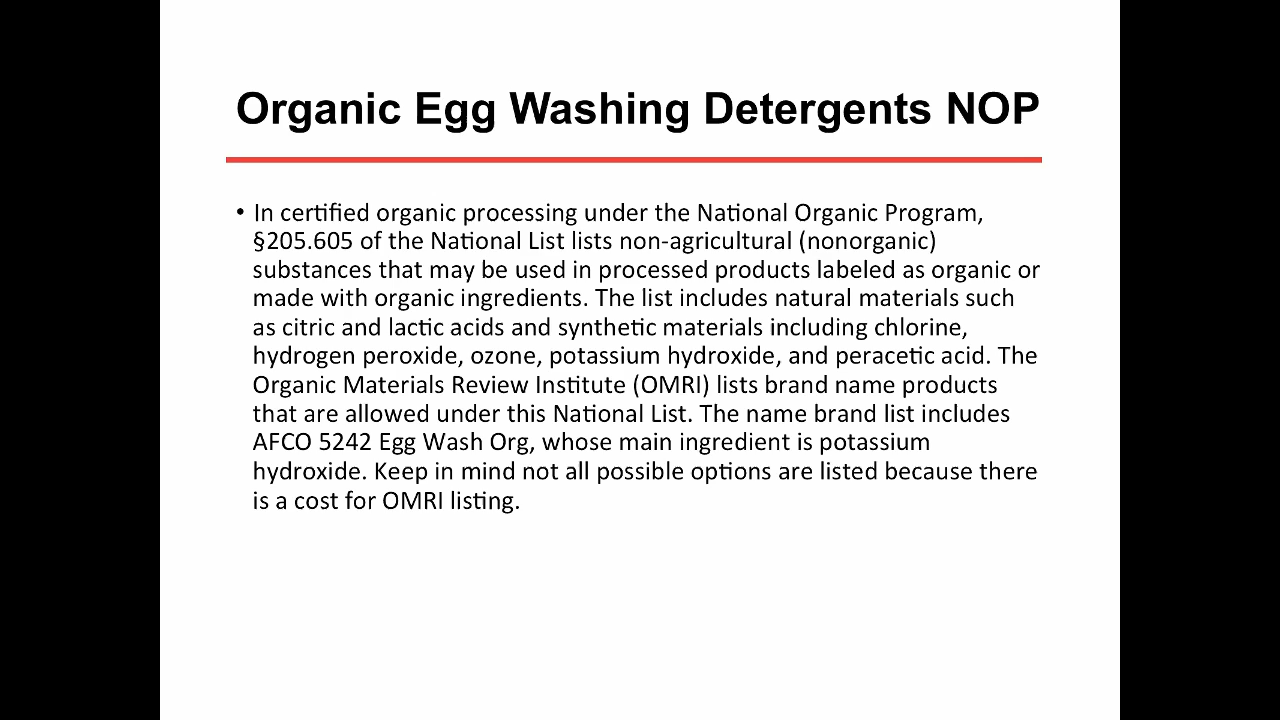 Organic Egg Washing Detergents NOP
• In certified organic processing under the National Organic Program,
§205.605 of the National List lists non-agricultural (nonorganic)
substances that may be used in processed products labeled as organic or
made with organic ingredients. The list includes natural materials such
as citric and lactic acids and synthetic materials including chlorine,
hydrogen peroxide, ozone, potassium hydroxide, and peracetic acid. The
Organic Materials Review Institute (OMRI) lists brand name products
that are allowed under this National List. The name brand list includes
AFCO 5242 Egg Wash Org, whose main ingredient is potassium
hydroxide. Keep in mind not all possible options are listed because there
is a cost for OMRI listing.